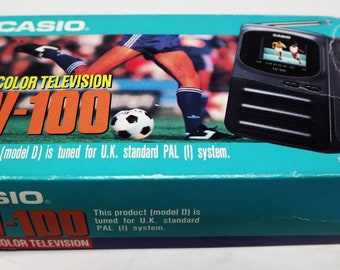 CASIO
COLOR TELEVISION
V-100
(model D) is tuned for U.K. standard PAL (I) system.
SIO
-100
COLOR TELEVISION
This product (model D) is
tuned for U.K. standard
PAL (I) system.